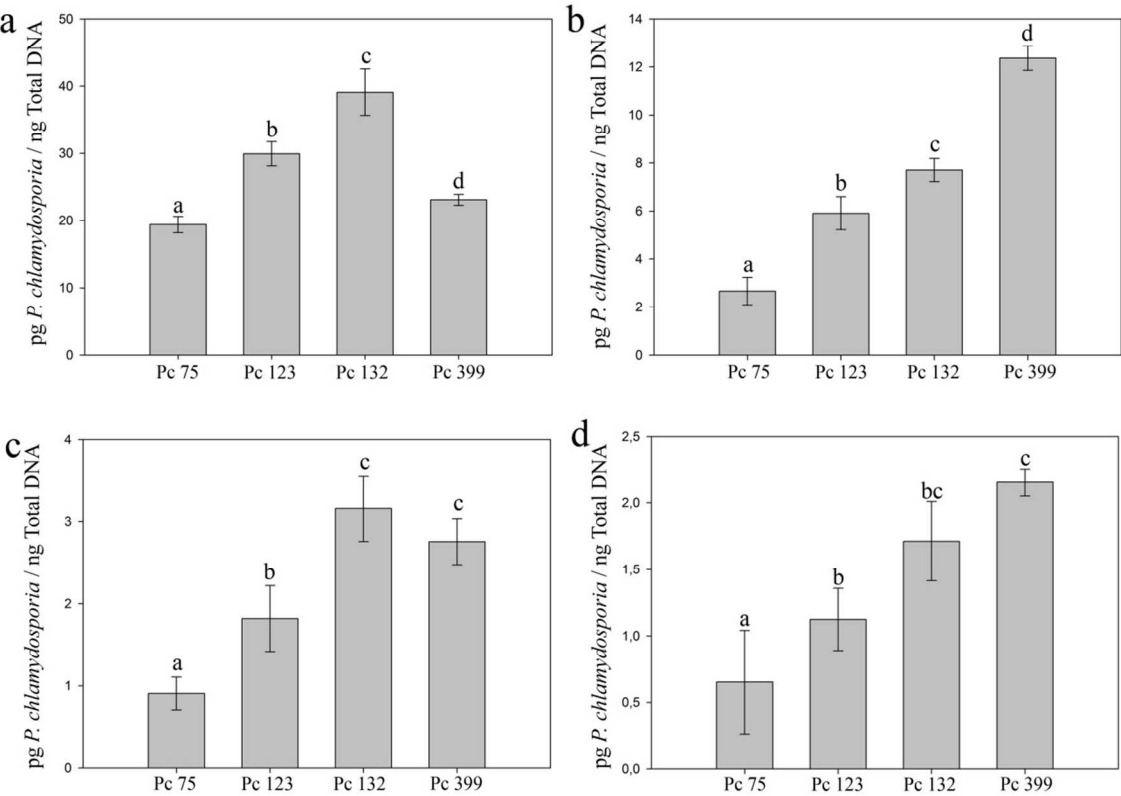 a
pg P. chlamydosporia / ng Total DNA
50
40
30
20
10
0
a
b
c
d
Pc 75
Pc 123
Pc 132
Pc 399
b
pg P. chlamydosporia / ng Total DNA
14
12
10
8
6
4
2
0
a
b
c
d
Pc 75
Pc 123
Pc 132
Pc 399
c
pg P. chlamydosporia / ng Total DNA
4
3
2
1
0
a
b
c
c
Pc 75
Pc 123
Pc 132
Pc 399
d
pg P. chlamydosporia / ng Total DNA
2,5
2,0
1,5
1,0
0,5
0,0
a
b
bc
c
Pc 75
Pc 123
Pc 132
Pc 399